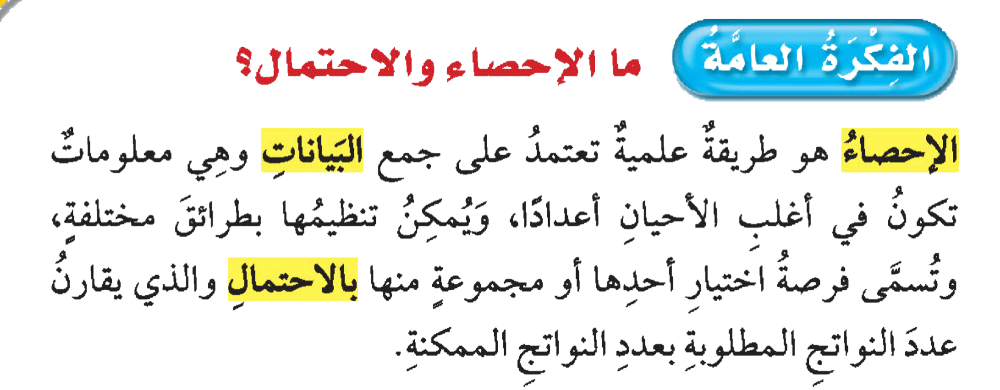 الفِكْرَةُ العامَّةُ ما الإحصاء والاحتمال؟
الإحصاءُ هو طريقةٌ علميةٌ تعتمدُ على جمع البَياناتِ وهِي معلوماتٌ
تكونُ في أغلبِ الأحيانِ أعدادًا، وَيُمكِنُ تنظيمُها بطرائقَ مختلفةٍ،
وتُسمَّى فرصةُ اختيارِ أحدِها أو مجموعةٍ منها بالاحتمالِ والذي يقارنُ
عددَ النواتجِ المطلوبةِ بعددِ النواتجِ الممكنةِ.